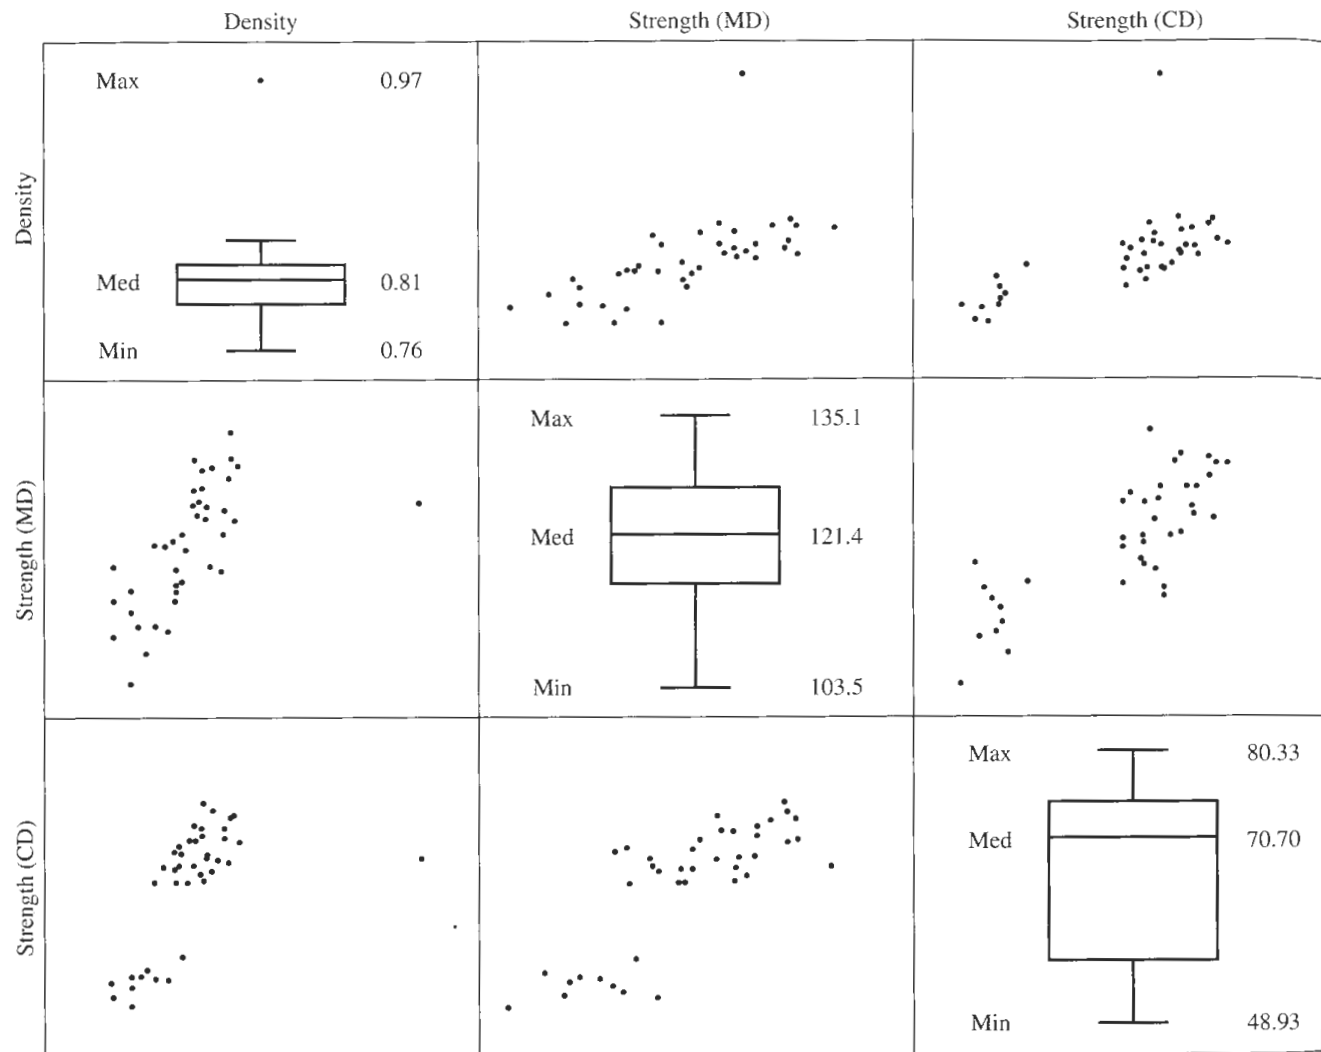 Density
Strength (MD)
Strength (CD)
Density
Max
0.97
Med
0.81
Min
0.76
Strength (MD)
Max
135.1
Med
121.4
Min
103.5
Strength (CD)
Max
80.33
Med
70.70
Min
48.93